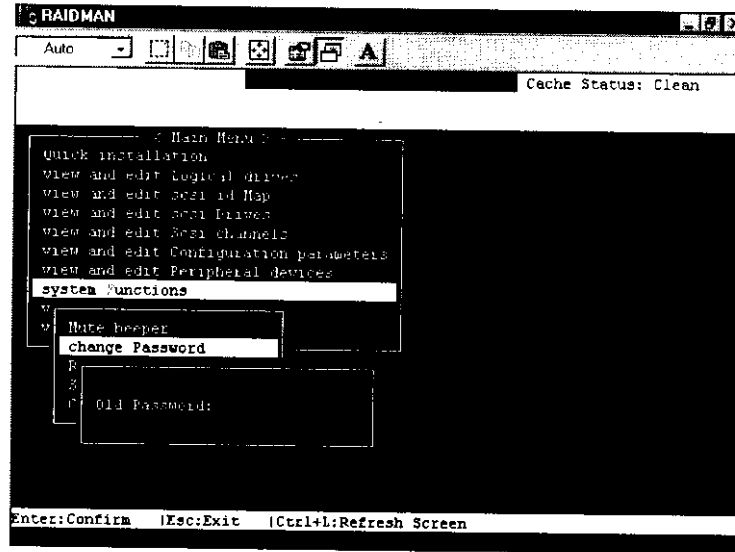 RAIDMAN
Auto
A
Cache Status: Clean
< Main Menu >
Quick installation
view and edit Logical drives
view and edit scsi id Map
view and edit scsi Drives
view and edit Scsi channels
view and edit Configuration parameters
view and edit Peripheral devices
system Functions
v
v
Mute beeper
change Password
R
S
C
Old Password:
Enter:Confirm |Esc:Exit |Ctrl+L:Refresh Screen